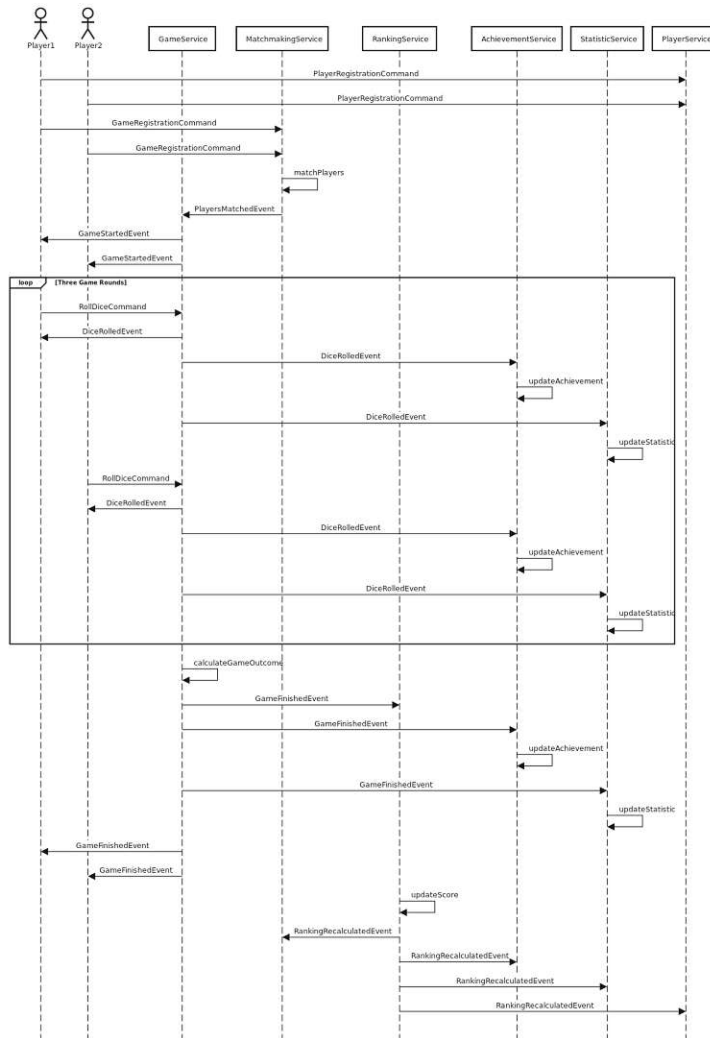 Player1
Player2
GameService
MatchmakingService
RankingService
AchievementService
StatisticService
PlayerService
PlayerRegistrationCommand
PlayerRegistrationCommand
GameRegistrationCommand
GameRegistrationCommand
matchPlayers
PlayersMatchedEvent
GameStartedEvent
GameStartedEvent
loop [Three Game Rounds]
RollDiceCommand
DiceRolledEvent
DiceRolledEvent
updateAchievement
DiceRolledEvent
updateStatistic
RollDiceCommand
DiceRolledEvent
DiceRolledEvent
updateAchievement
DiceRolledEvent
updateStatistic
calculateGameOutcome
GameFinishedEvent
GameFinishedEvent
updateAchievement
GameFinishedEvent
updateStatistic
GameFinishedEvent
GameFinishedEvent
updateScore
RankingRecalculatedEvent
RankingRecalculatedEvent
RankingRecalculatedEvent
RankingRecalculatedEvent